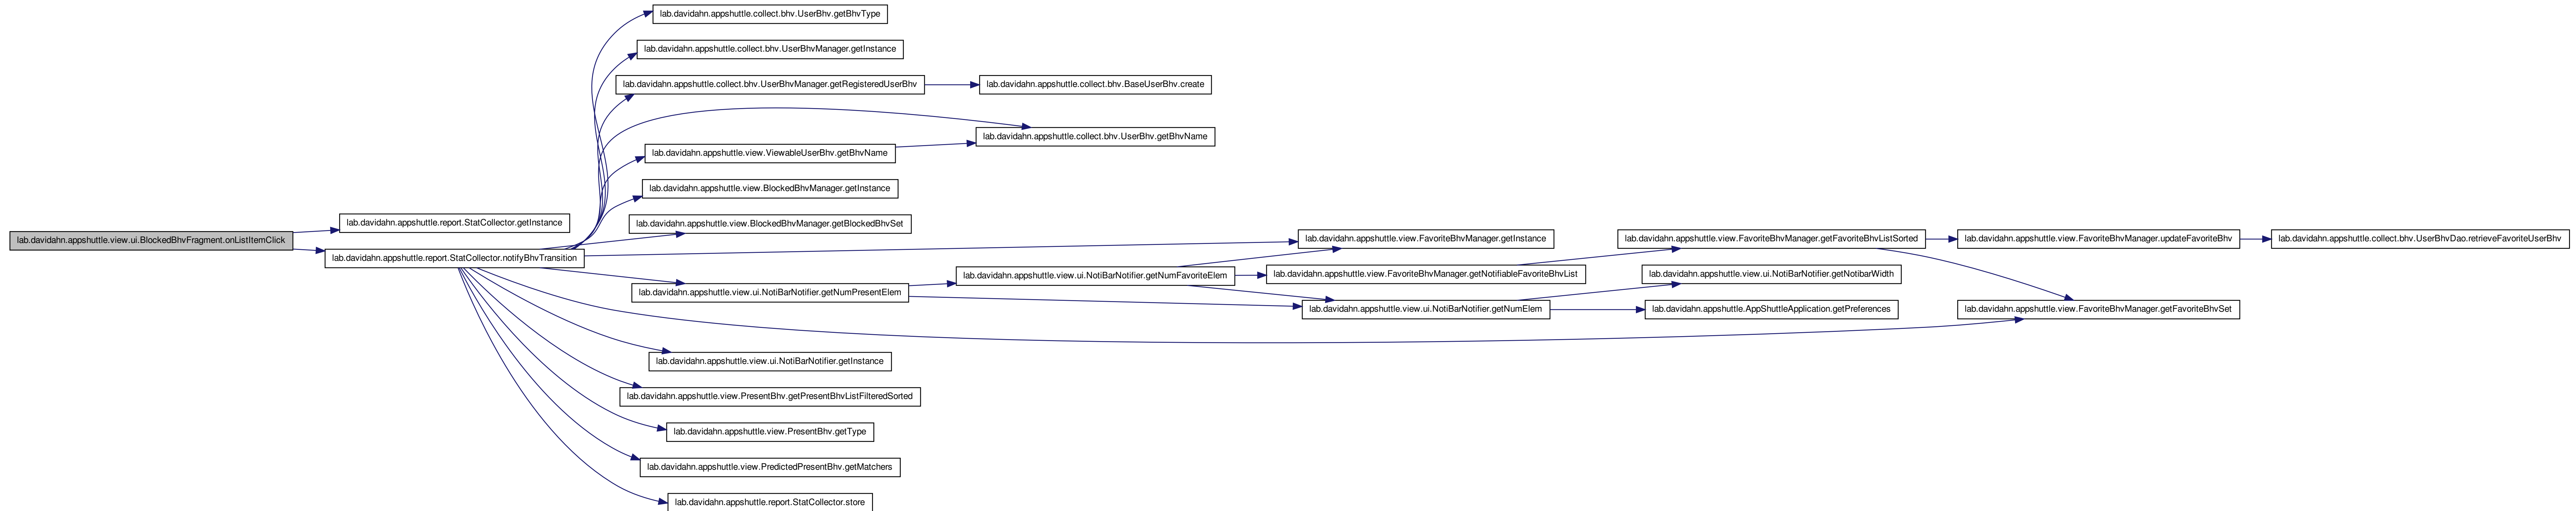 lab.davidahn.appshuttle.view.ui.BlockedBhvFragment.onListItemClick
lab.davidahn.appshuttle.report.StatCollector.getInstance
lab.davidahn.appshuttle.report.StatCollector.notifyBhvTransition
lab.davidahn.appshuttle.collect.bhv.UserBhv.getBhvType
lab.davidahn.appshuttle.collect.bhv.UserBhvManager.getInstance
lab.davidahn.appshuttle.collect.bhv.UserBhvManager.getRegisteredUserBhv
lab.davidahn.appshuttle.collect.bhv.BaseUserBhv.create
lab.davidahn.appshuttle.collect.bhv.UserBhv.getBhvName
lab.davidahn.appshuttle.view.ViewableUserBhv.getBhvName
lab.davidahn.appshuttle.view.BlockedBhvManager.getInstance
lab.davidahn.appshuttle.view.BlockedBhvManager.getBlockedBhvSet
lab.davidahn.appshuttle.view.FavoriteBhvManager.getInstance
lab.davidahn.appshuttle.view.FavoriteBhvManager.getFavoriteBhvListSorted
lab.davidahn.appshuttle.view.FavoriteBhvManager.updateFavoriteBhv
lab.davidahn.appshuttle.collect.bhv.UserBhvDao.retrieveFavoriteUserBhv
lab.davidahn.appshuttle.view.ui.NotiBarNotifier.getNumFavoriteElem
lab.davidahn.appshuttle.view.FavoriteBhvManager.getNotifiableFavoriteBhvList
lab.davidahn.appshuttle.view.ui.NotiBarNotifier.getNotibarWidth
lab.davidahn.appshuttle.view.ui.NotiBarNotifier.getNumPresentElem
lab.davidahn.appshuttle.view.ui.NotiBarNotifier.getNumElem
lab.davidahn.appshuttle.AppShuttleApplication.getPreferences
lab.davidahn.appshuttle.view.FavoriteBhvManager.getFavoriteBhvSet
lab.davidahn.appshuttle.view.ui.NotiBarNotifier.getInstance
lab.davidahn.appshuttle.view.PresentBhv.getPresentBhvListFilteredSorted
lab.davidahn.appshuttle.view.PresentBhv.getType
lab.davidahn.appshuttle.view.PredictedPresentBhv.getMatchers
lab.davidahn.appshuttle.report.StatCollector.store